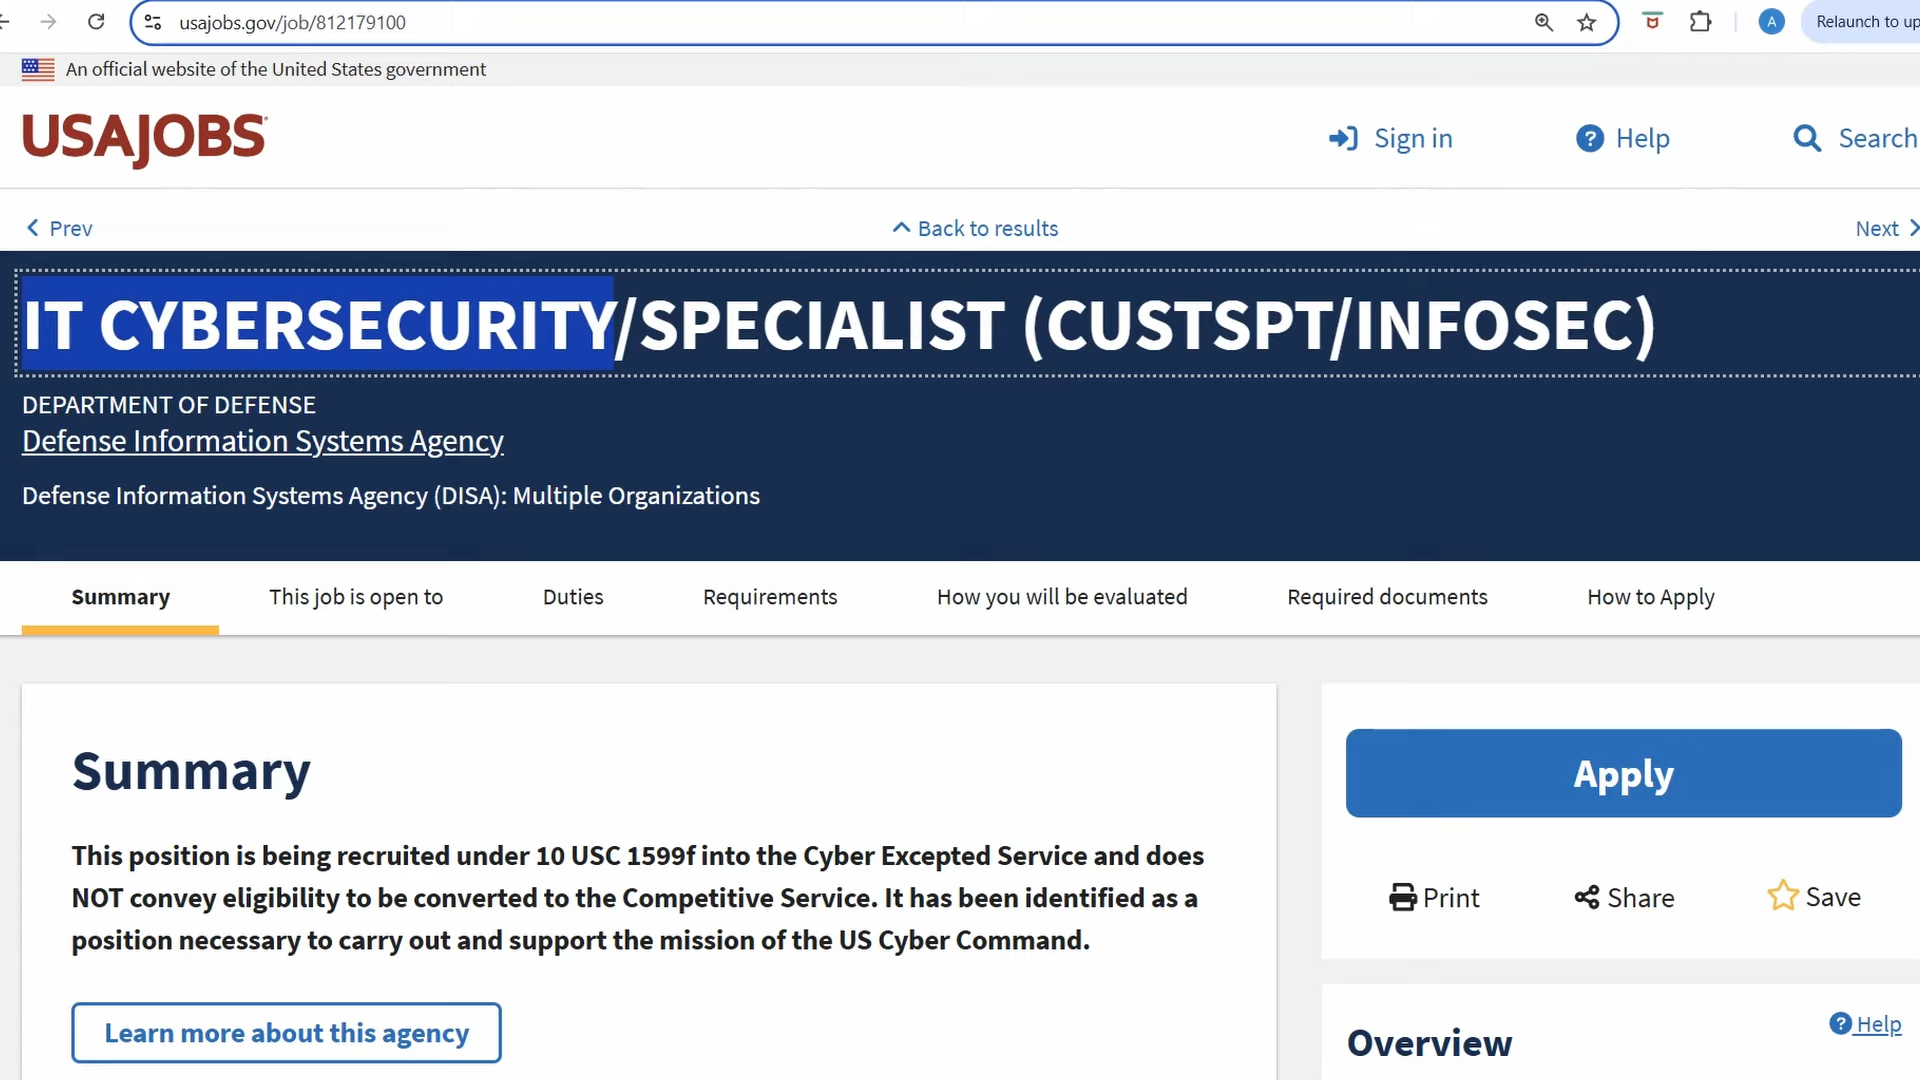 usajobs.gov/job/812179100
A
Relaunch to up
An official website of the United States government
USAJOBS
Sign in
Help
Search
Prev
Back to results
Next
IT CYBERSECURITY/SPECIALIST (CUSTSPT/INFOSEC)
DEPARTMENT OF DEFENSE
Defense Information Systems Agency
Defense Information Systems Agency (DISA): Multiple Organizations
Summary
This job is open to
Duties
Requirements
How you will be evaluated
Required documents
How to Apply
Summary
This position is being recruited under 10 USC 1599f into the Cyber Excepted Service and does
NOT convey eligibility to be converted to the Competitive Service. It has been identified as a
position necessary to carry out and support the mission of the US Cyber Command.
Learn more about this agency
Apply
Print
Share
Save
Overview
Help